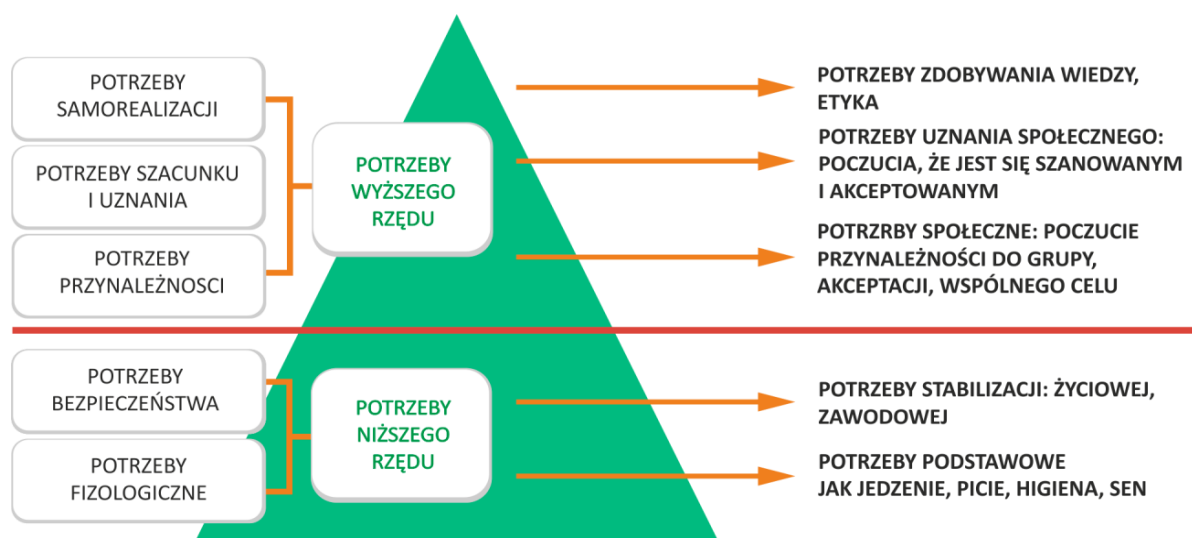 POTRZEBY
SAMOREALIZACJI
POTRZEBY SZACUNKU
I UZNANIA
POTRZEBY
PRZYNALEŻNOSCI
POTRZEBY
WYŻSZEGO
RZĘDU
POTRZEBY ZDOBYWANIA WIEDZY,
ETYKA
POTRZEBY UZNANIA SPOŁECZNEGO:
POCZUCIA, ŻE JEST SIĘ SZANOWANYM
I AKCEPTOWANYM
POTRZRBY SPOŁECZNE: POCZUCIE
PRZYNALEŻNOŚCI DO GRUPY,
AKCEPTACJI, WSPÓLNEGO CELU
POTRZEBY
BEZPIECZEŃSTWA
POTRZEBY
FIZOLOGICZNE
POTRZEBY
NIŻSZEGO
RZĘDU
POTRZEBY STABILIZACJI: ŻYCIOWEJ,
ZAWODOWEJ
POTRZEBY PODSTAWOWE
JAK JEDZENIE, PICIE, HIGIENA, SEN